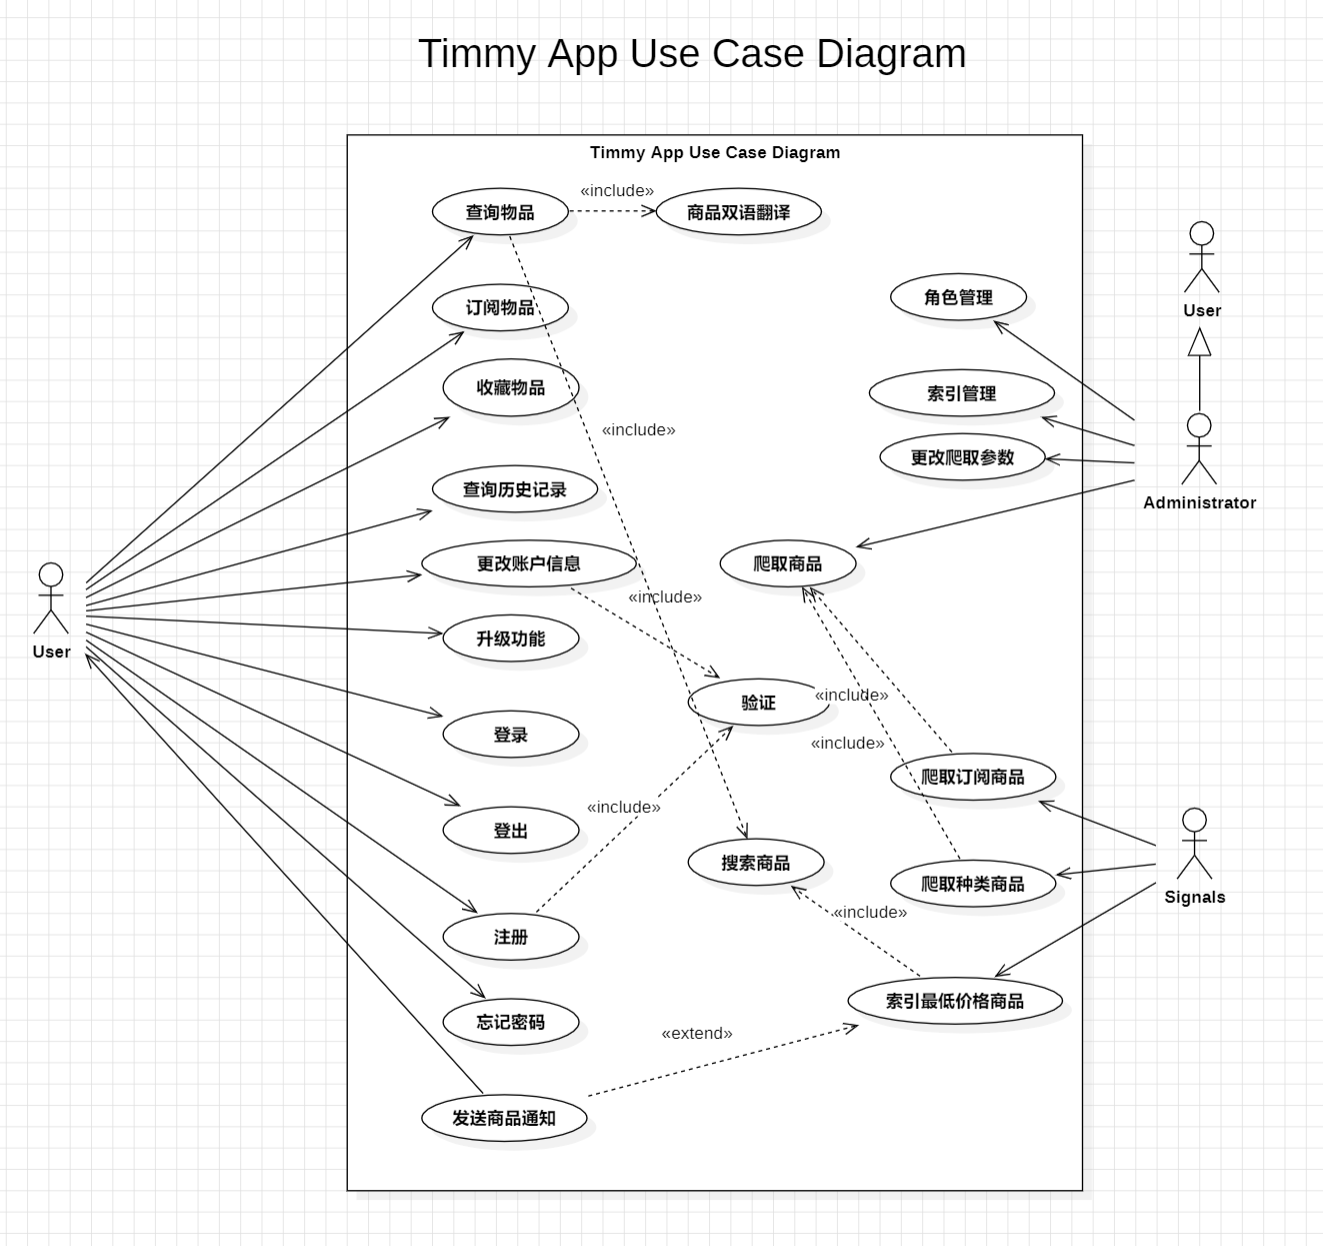 Timmy App Use Case Diagram
Timmy App Use Case Diagram
查询物品
«include»
商品双语翻译
订阅物品
角色管理
User
收藏物品
索引管理
«include»
更改爬取参数
查询历史记录
Administrator
更改账户信息
爬取商品
«include»
升级功能
User
验证
«include»
登录
«include»
爬取订阅商品
«include»
登出
搜索商品
爬取种类商品
Signals
«include»
注册
索引最低价格商品
忘记密码
«extend»
发送商品通知